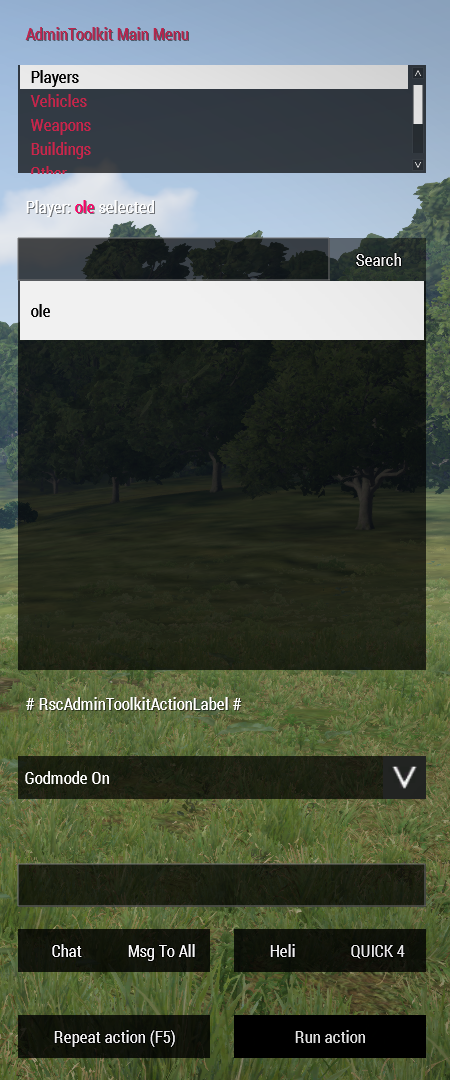 AdminToolkit Main Menu
Players
Vehicles
Weapons
Buildings
Other
Player: ole selected
Search
ole
# RscAdminToolkitActionLabel #
Godmode On
Chat Msg To All Heli QUICK 4
Repeat action (F5) Run action